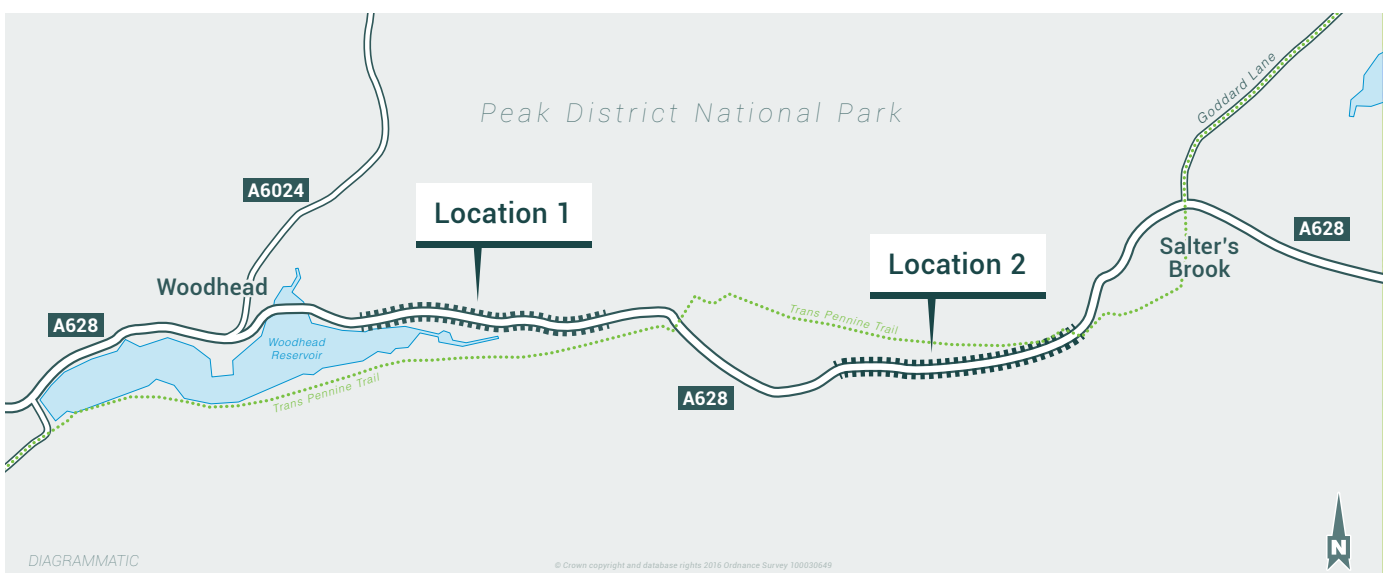 Peak District National Park
Goddard Lane
A6024
Location 1
A628
Salter's
Brook
Location 2
Woodhead
A628
Trans Pennine Trail
Woodhead
Reservoir
Trans Pennine Trail
A628
DIAGRAMMATIC
© Crown copyright and database rights 2016 Ordnance Survey 100030649
N